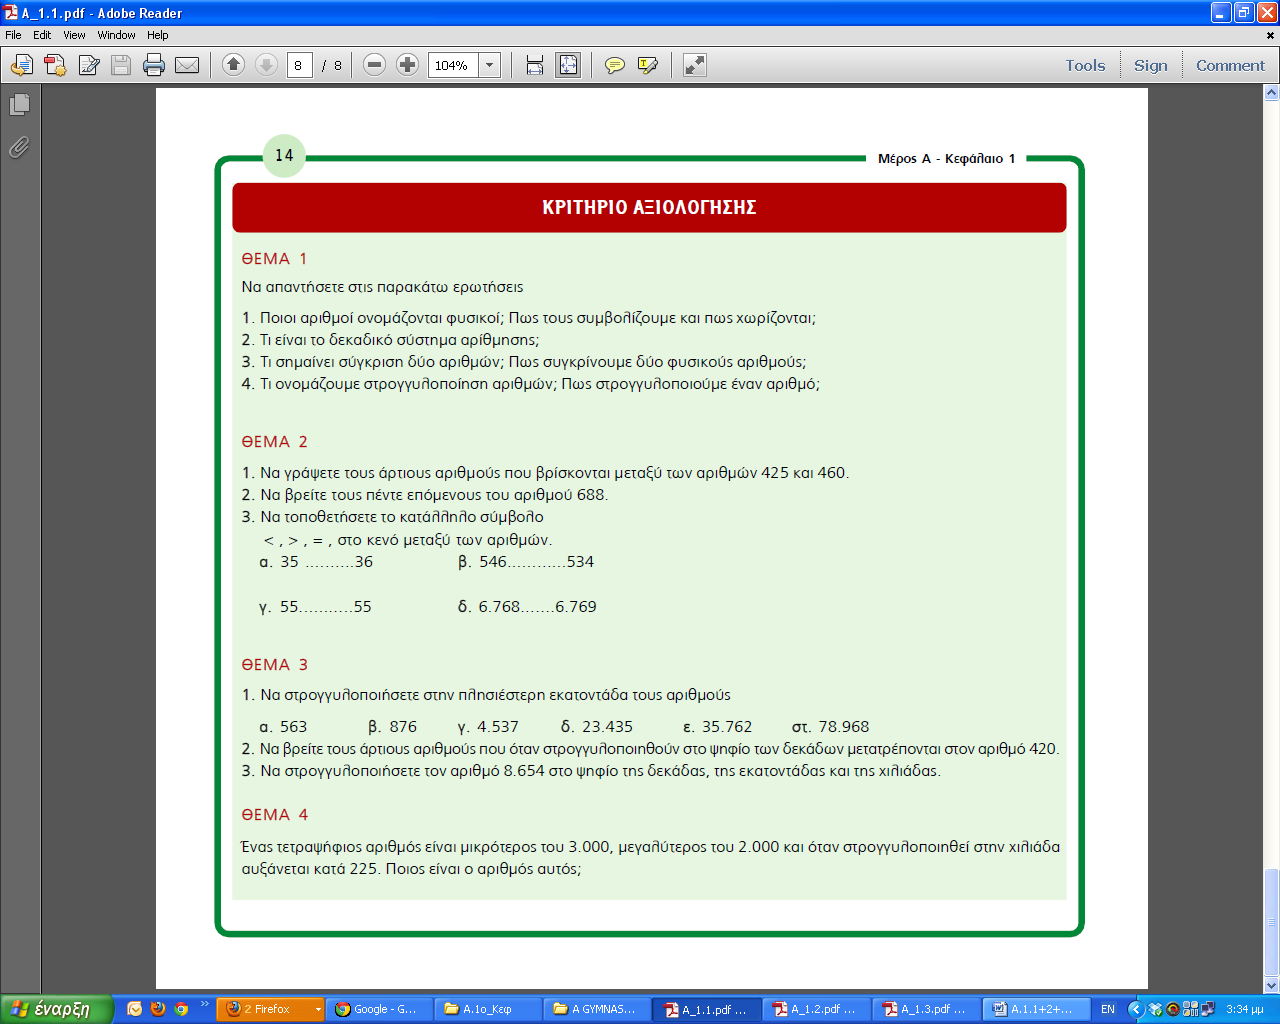 A_1.1.pdf - Adobe Reader
File Edit View Window Help
8 / 8 104% Tools Sign Comment
14
Μέρος Α - Κεφάλαιο 1
ΚΡΙΤΗΡΙΟ ΑΞΙΟΛΟΓΗΣΗΣ
ΘΕΜΑ 1
Να απαντήσετε στις παρακάτω ερωτήσεις
1. Ποιοι αριθμοί ονομάζονται φυσικοί; Πως τους συμβολίζουμε και πως χωρίζονται;
2. Τι είναι το δεκαδικό σύστημα αρίθμησης;
3. Τι σημαίνει σύγκριση δύο αριθμών; Πως συγκρίνουμε δύο φυσικούς αριθμούς;
4. Τι ονομάζουμε στρογγυλοποίηση αριθμών; Πως στρογγυλοποιούμε έναν αριθμό;
ΘΕΜΑ 2
1. Να γράψετε τους άρτιους αριθμούς που βρίσκονται μεταξύ των αριθμών 425 και 460.
2. Να βρείτε τους πέντε επόμενους του αριθμού 688.
3. Να τοποθετήσετε το κατάλληλο σύμβολο
< , > , = , στο κενό μεταξύ των αριθμών.
α. 35 ..........36 β. 546............534
γ. 55...........55 δ. 6.768.......6.769
ΘΕΜΑ 3
1. Να στρογγυλοποιήσετε στην πλησιέστερη εκατοντάδα τους αριθμούς
α. 563 β. 876 γ. 4.537 δ. 23.435 ε. 35.762 στ. 78.968
2. Να βρείτε τους άρτιους αριθμούς που όταν στρογγυλοποιηθούν στο ψηφίο των δεκάδων μετατρέπονται στον αριθμό 420.
3. Να στρογγυλοποιήσετε τον αριθμό 8.654 στο ψηφίο της δεκάδας, της εκατοντάδας και της χιλιάδας.
ΘΕΜΑ 4
Ένας τετραψήφιος αριθμός είναι μικρότερος του 3.000, μεγαλύτερος του 2.000 και όταν στρογγυλοποιηθεί στην χιλιάδα
αυξάνεται κατά 225. Ποιος είναι ο αριθμός αυτός;
έναρξη 2 Firefox Google - G... A.1o_Κεφ A GYMNAS... A_1.1.pdf ... A_1.2.pdf ... A_1.3.pdf ... A.1.1+2+... EN 3:34 μμ